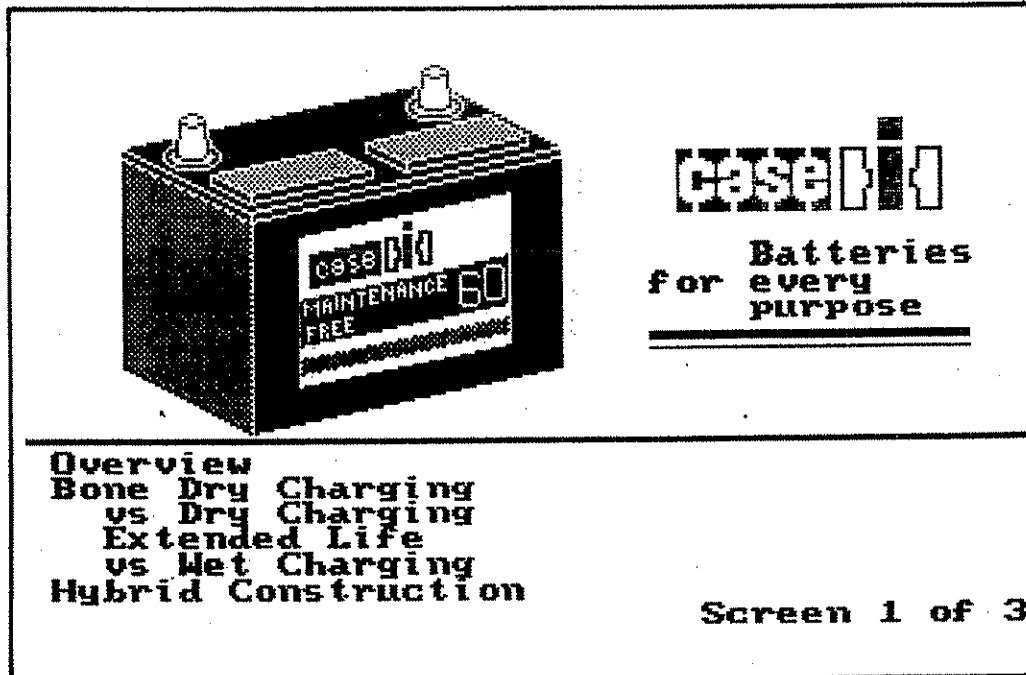 case IH
Batteries
for every
purpose
case IH
MAINTENANCE 60
FREE
Overview
Bone Dry Charging
vs Dry Charging
Extended Life
vs Wet Charging
Hybrid Construction
Screen 1 of 3